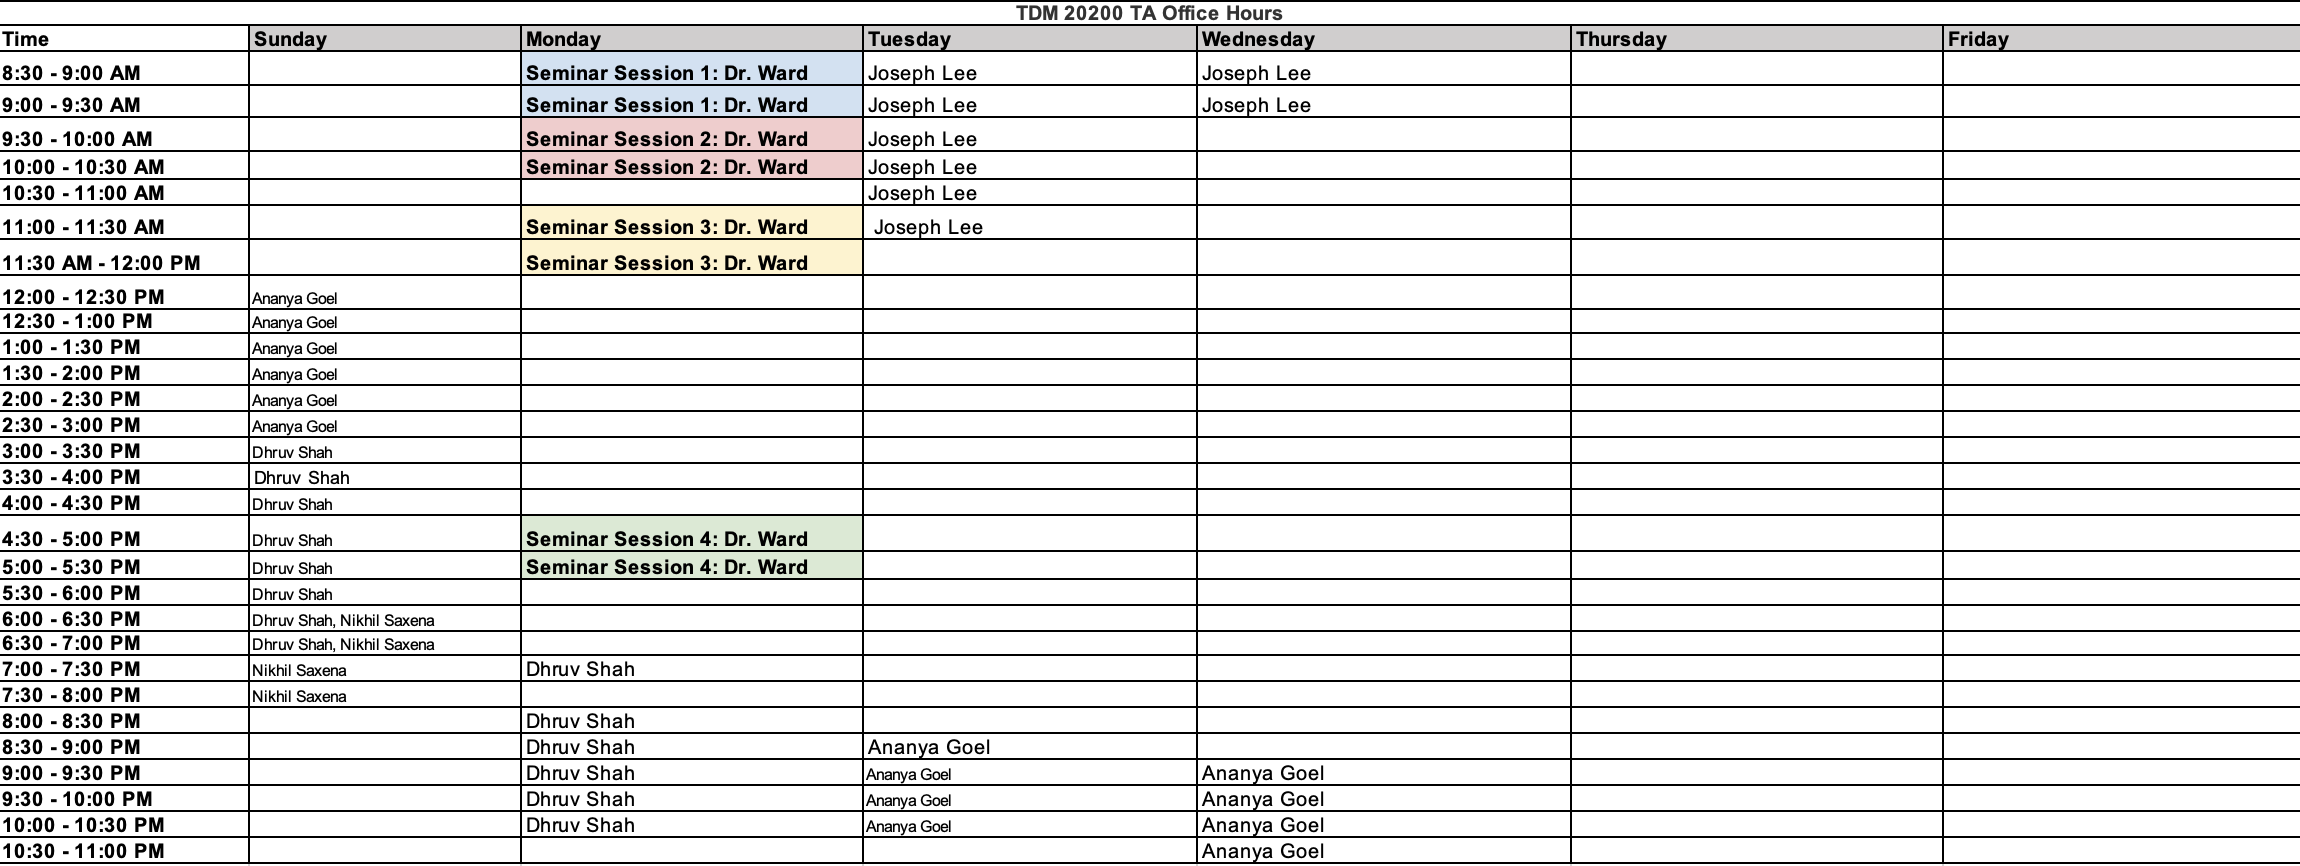 TDM 20200 TA Office Hours
Time Sunday Monday Tuesday Wednesday Thursday Friday
8:30 - 9:00 AM Seminar Session 1: Dr. Ward Joseph Lee Joseph Lee
9:00 - 9:30 AM Seminar Session 1: Dr. Ward Joseph Lee Joseph Lee
9:30 - 10:00 AM Seminar Session 2: Dr. Ward Joseph Lee
10:00 - 10:30 AM Seminar Session 2: Dr. Ward Joseph Lee
10:30 - 11:00 AM Joseph Lee
11:00 - 11:30 AM Seminar Session 3: Dr. Ward Joseph Lee
11:30 AM - 12:00 PM Seminar Session 3: Dr. Ward
12:00 - 12:30 PM Ananya Goel
12:30 - 1:00 PM Ananya Goel
1:00 - 1:30 PM Ananya Goel
1:30 - 2:00 PM Ananya Goel
2:00 - 2:30 PM Ananya Goel
2:30 - 3:00 PM Ananya Goel
3:00 - 3:30 PM Dhruv Shah
3:30 - 4:00 PM Dhruv Shah
4:00 - 4:30 PM Dhruv Shah
4:30 - 5:00 PM Dhruv Shah Seminar Session 4: Dr. Ward
5:00 - 5:30 PM Dhruv Shah Seminar Session 4: Dr. Ward
5:30 - 6:00 PM Dhruv Shah
6:00 - 6:30 PM Dhruv Shah, Nikhil Saxena
6:30 - 7:00 PM Dhruv Shah, Nikhil Saxena
7:00 - 7:30 PM Nikhil Saxena Dhruv Shah
7:30 - 8:00 PM Nikhil Saxena
8:00 - 8:30 PM Dhruv Shah
8:30 - 9:00 PM Dhruv Shah Ananya Goel
9:00 - 9:30 PM Dhruv Shah Ananya Goel Ananya Goel
9:30 - 10:00 PM Dhruv Shah Ananya Goel Ananya Goel
10:00 - 10:30 PM Dhruv Shah Ananya Goel Ananya Goel
10:30 - 11:00 PM Ananya Goel